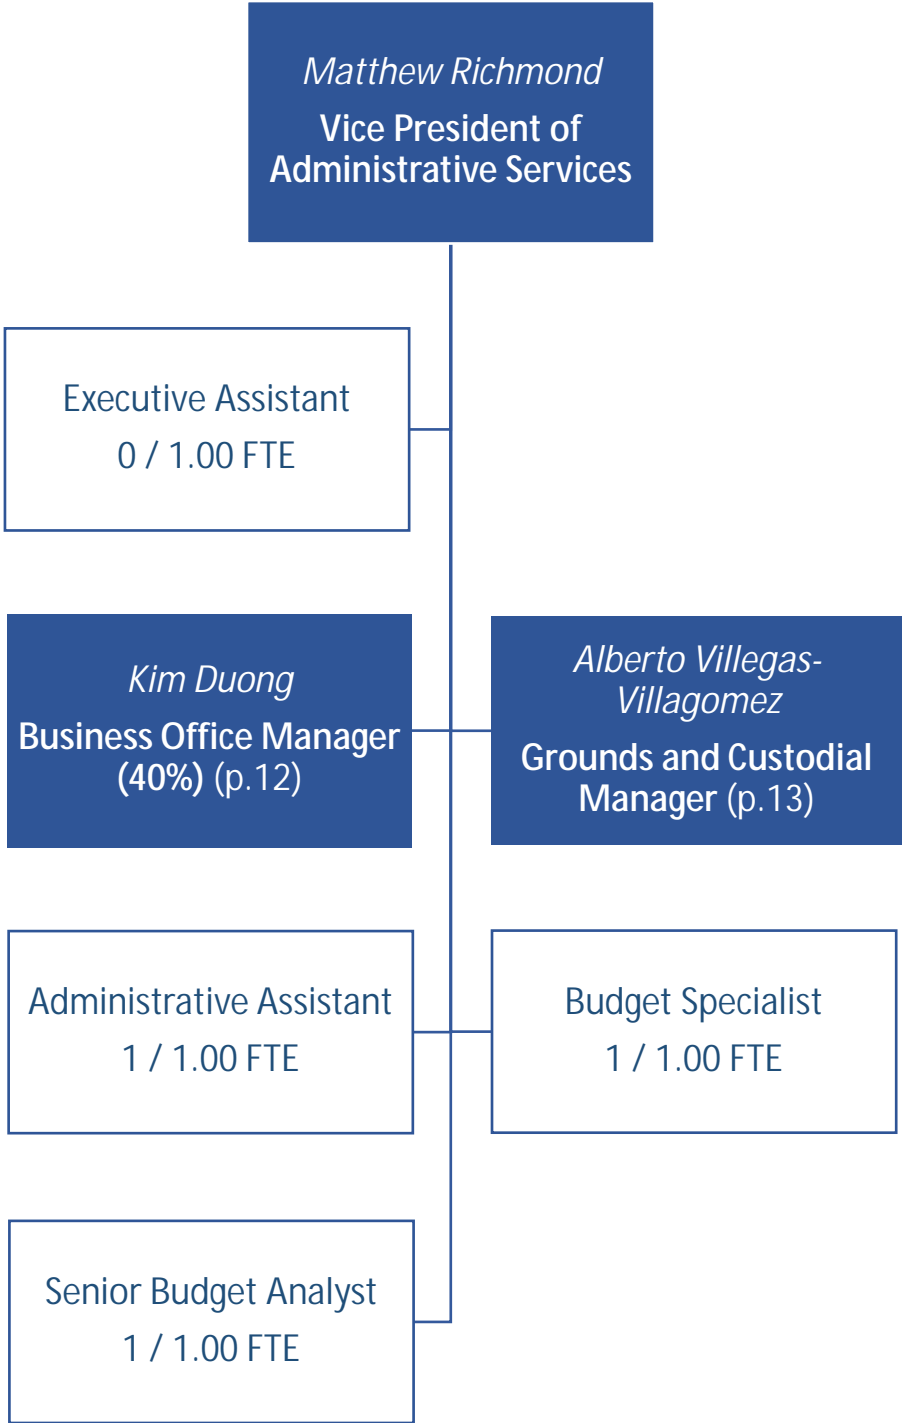 Matthew Richmond
Vice President of
Administrative Services
Executive Assistant
0 / 1.00 FTE
Kim Duong
Business Office Manager
(40%) (p.12)
Alberto Villegas-
Villagomez
Grounds and Custodial
Manager (p.13)
Administrative Assistant
1 / 1.00 FTE
Budget Specialist
1 / 1.00 FTE
Senior Budget Analyst
1 / 1.00 FTE